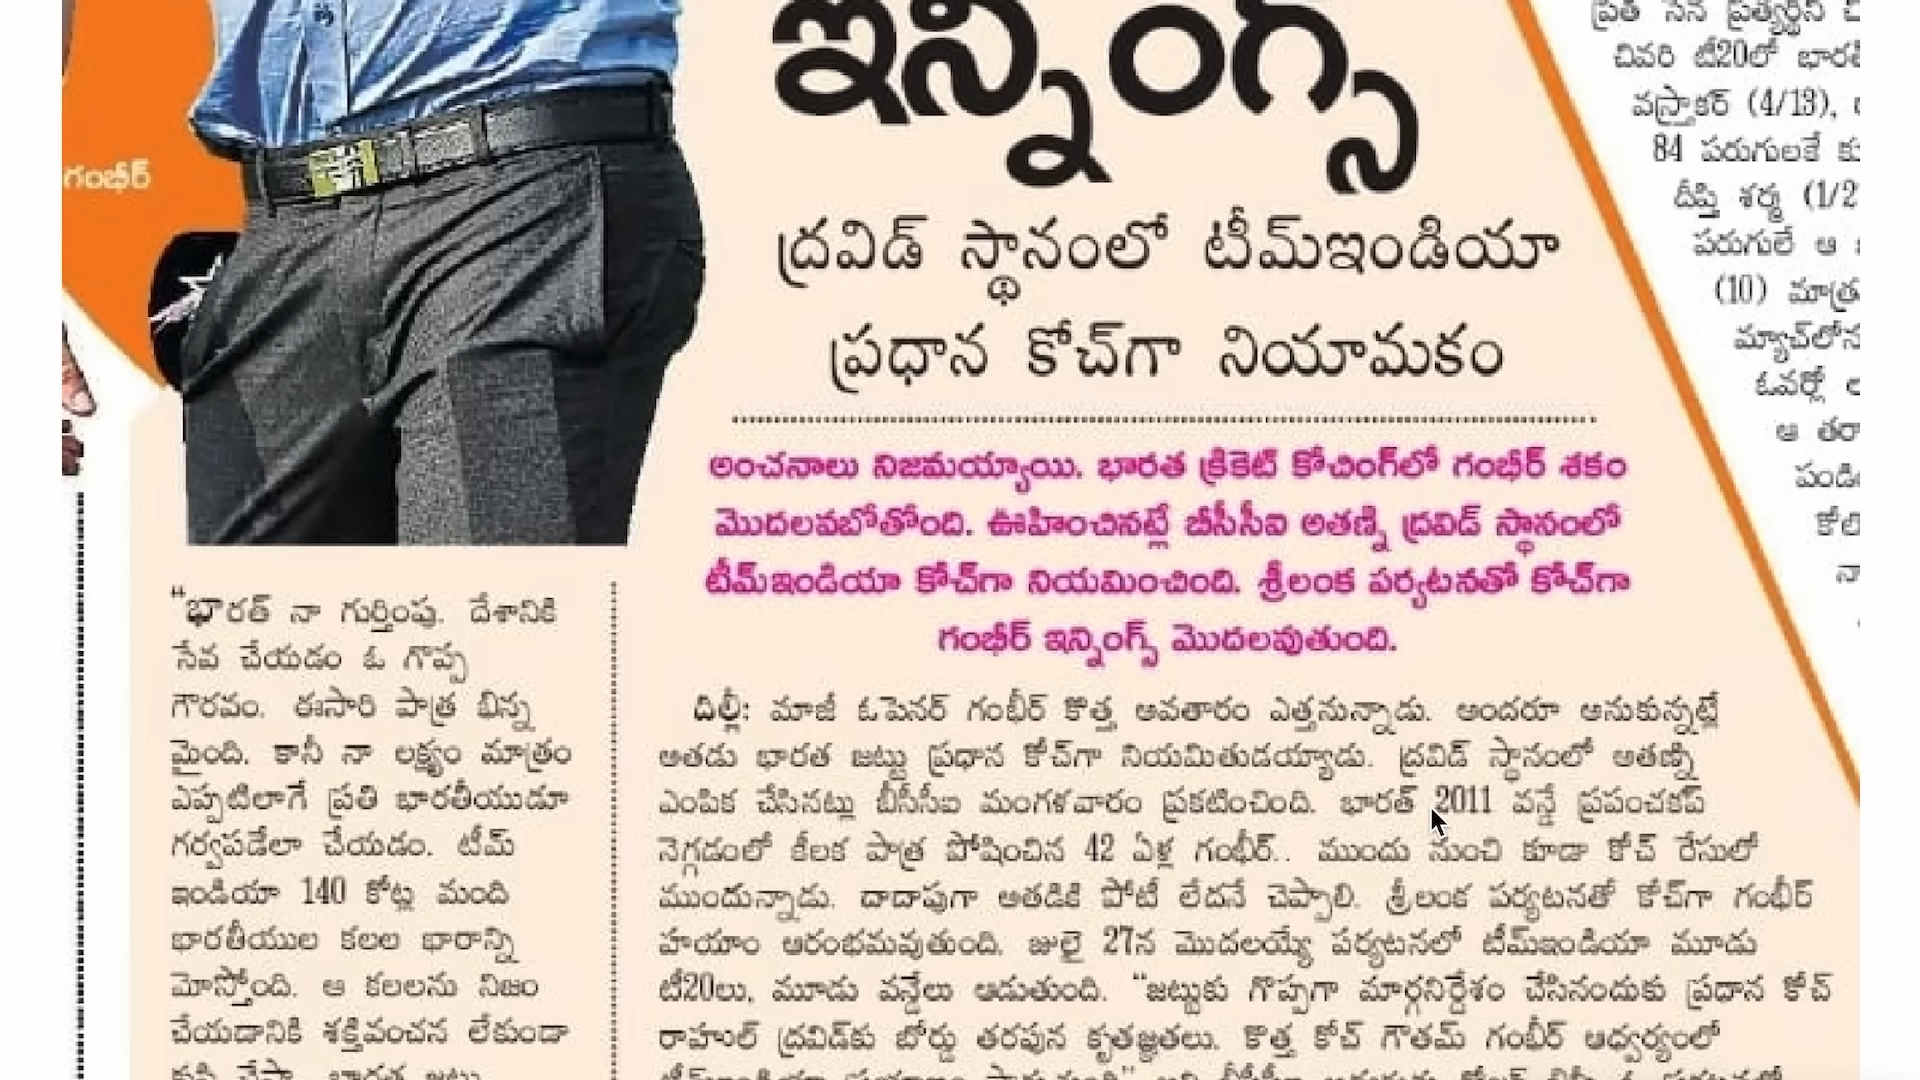 ఇన్నింగ్స్
ద్రవిడ్ స్థానంలో టీమ్ఇండియా
ప్రధాన కోచ్‌గా నియామకం
గంభీర్
అంచనాలు నిజమయ్యాయి. భారత క్రికెట్ కోచింగ్‌లో గంభీర్ శకం
మొదలవబోతోంది. ఊహించినట్లే బీసీసీఐ అతణ్ని ద్రవిడ్ స్థానంలో
టీమ్ఇండియా కోచ్‌గా నియమించింది. శ్రీలంక పర్యటనతో కోచ్‌గా
గంభీర్ ఇన్నింగ్స్ మొదలవుతుంది.
“భారత్ నా గుర్తింపు. దేశానికి
సేవ చేయడం ఓ గొప్ప
గౌరవం. ఈసారి పాత్ర భిన్న
మైంది. కానీ నా లక్ష్యం మాత్రం
ఎప్పటిలాగే ప్రతి భారతీయుడూ
గర్వపడేలా చేయడం. టీమ్
ఇండియా 140 కోట్ల మంది
భారతీయుల కలల భారాన్ని
మోస్తోంది. ఆ కలలను నిజం
చేయడానికి శక్తివంచన లేకుండా
దిల్లీ: మాజీ ఓపెనర్ గంభీర్ కొత్త అవతారం ఎత్తనున్నాడు. అందరూ అనుకున్నట్లే
అతడు భారత జట్టు ప్రధాన కోచ్‌గా నియమితుడయ్యాడు. ద్రవిడ్ స్థానంలో అతణ్ని
ఎంపిక చేసినట్లు బీసీసీఐ మంగళవారం ప్రకటించింది. భారత్ 2011 వన్డే ప్రపంచకప్
నెగ్గడంలో కీలక పాత్ర పోషించిన 42 ఏళ్ల గంభీర్.. ముందు నుంచి కూడా కోచ్ రేసులో
ముందున్నాడు. దాదాపుగా అతడికి పోటీ లేదనే చెప్పాలి. శ్రీలంక పర్యటనతో కోచ్‌గా గంభీర్
హయాం ఆరంభమవుతుంది. జులై 27న మొదలయ్యే పర్యటనలో టీమ్ఇండియా మూడు
టీ20లు, మూడు వన్డేలు ఆడుతుంది. “జట్టుకు గొప్పగా మార్గనిర్దేశం చేసినందుకు ప్రధాన కోచ్
రాహుల్ ద్రవిడ్‌కు బోర్డు తరపున కృతజ్ఞతలు. కొత్త కోచ్ గౌతమ్ గంభీర్ ఆధ్వర్యంలో
చివరి టీ20లో
వస్త్రాకర్ (4/13),
84 పరుగులకే
దీప్తి శర్మ (1/2
పరుగులే ఆ
(10)
ఓవర్లో
ఆ